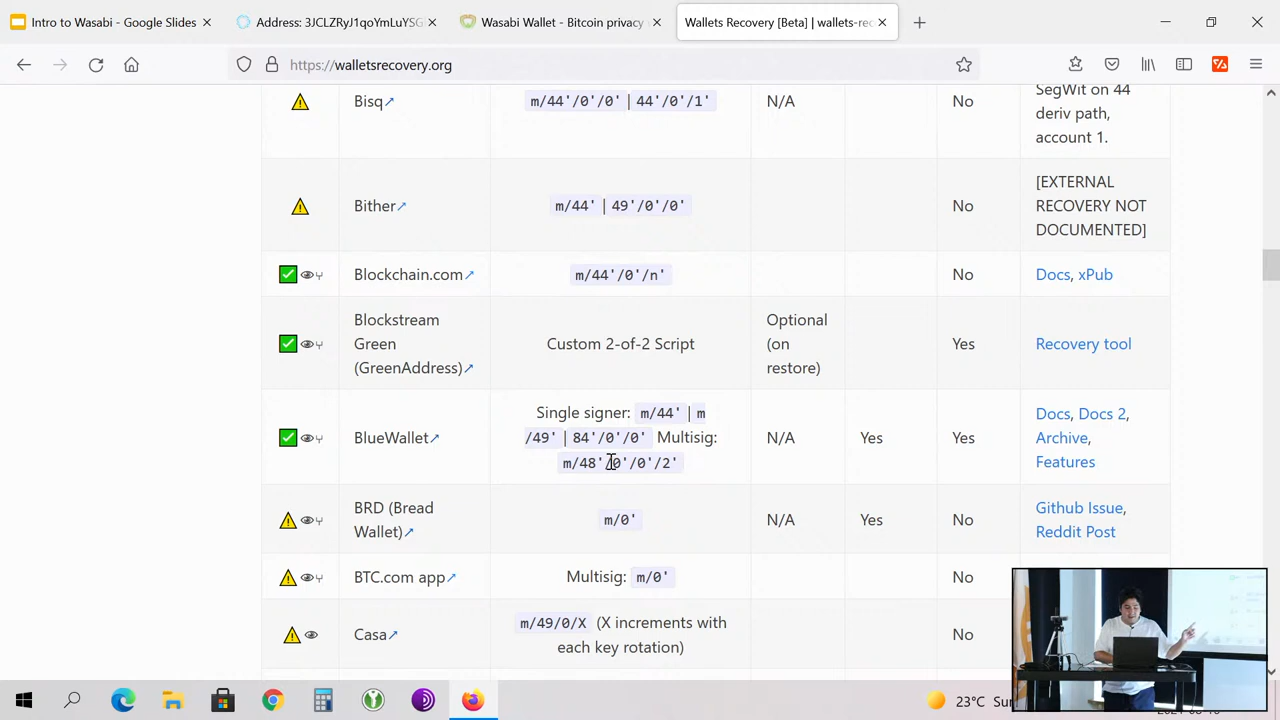 Intro to Wasabi - Google Slides
Address: 3JCLZRyJ1qoYmLuYSG
Wasabi Wallet - Bitcoin privacy
Wallets Recovery [Beta] | wallets-rec
https://walletsrecovery.org
Bisq
m/44'/0'/0' | 44'/0'/1'
N/A
No
SegWit on 44
deriv path,
account 1.
Bither
m/44' | 49'/0'/0'
No
[EXTERNAL
RECOVERY NOT
DOCUMENTED]
Blockchain.com
m/44'/0'/n'
No
Docs, xPub
Blockstream
Green
(GreenAddress)
Custom 2-of-2 Script
Optional
(on
restore)
Yes
Recovery tool
BlueWallet
Single signer: m/44' | m
/49' | 84'/0'/0' Multisig:
m/48'/0'/0'/2'
N/A
Yes
Yes
Docs, Docs 2,
Archive,
Features
BRD (Bread
Wallet)
m/0'
N/A
Yes
No
Github Issue,
Reddit Post
BTC.com app
Multisig: m/0'
No
Casa
m/49/0/X (X increments with
each key rotation)
No
23°C